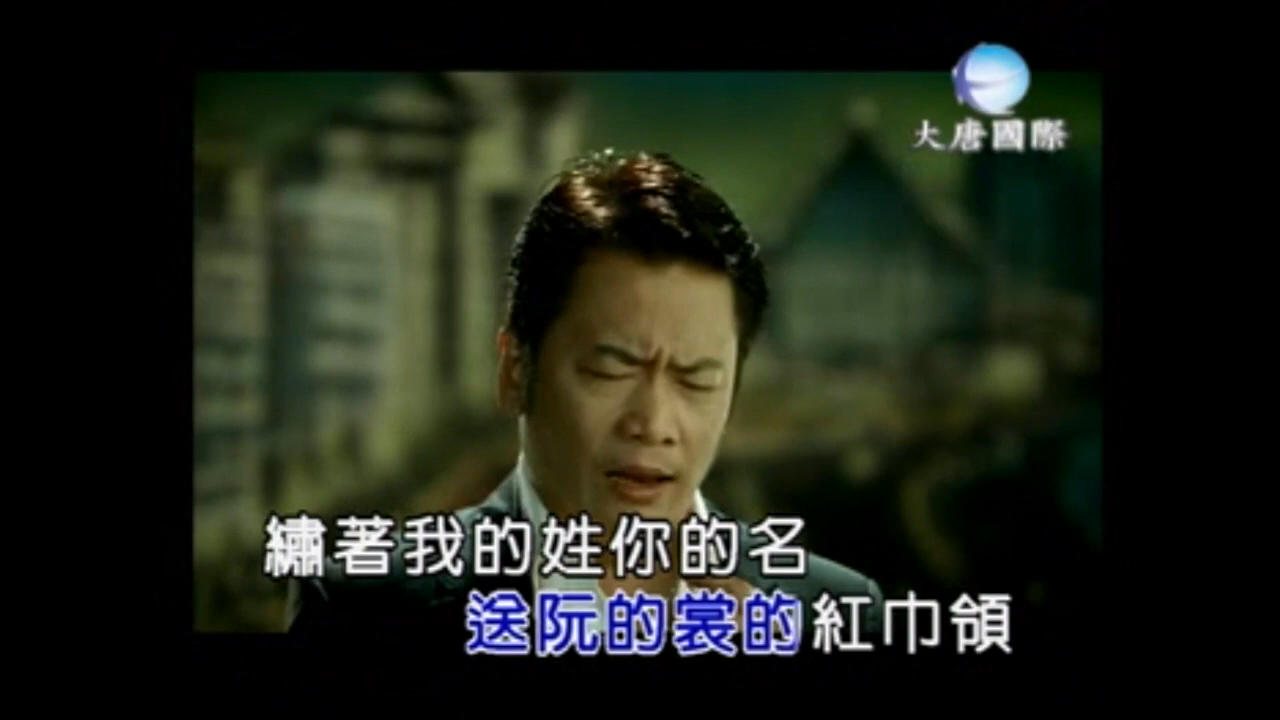 大唐國際
繡著我的姓你的名
送阮的裳的紅巾領